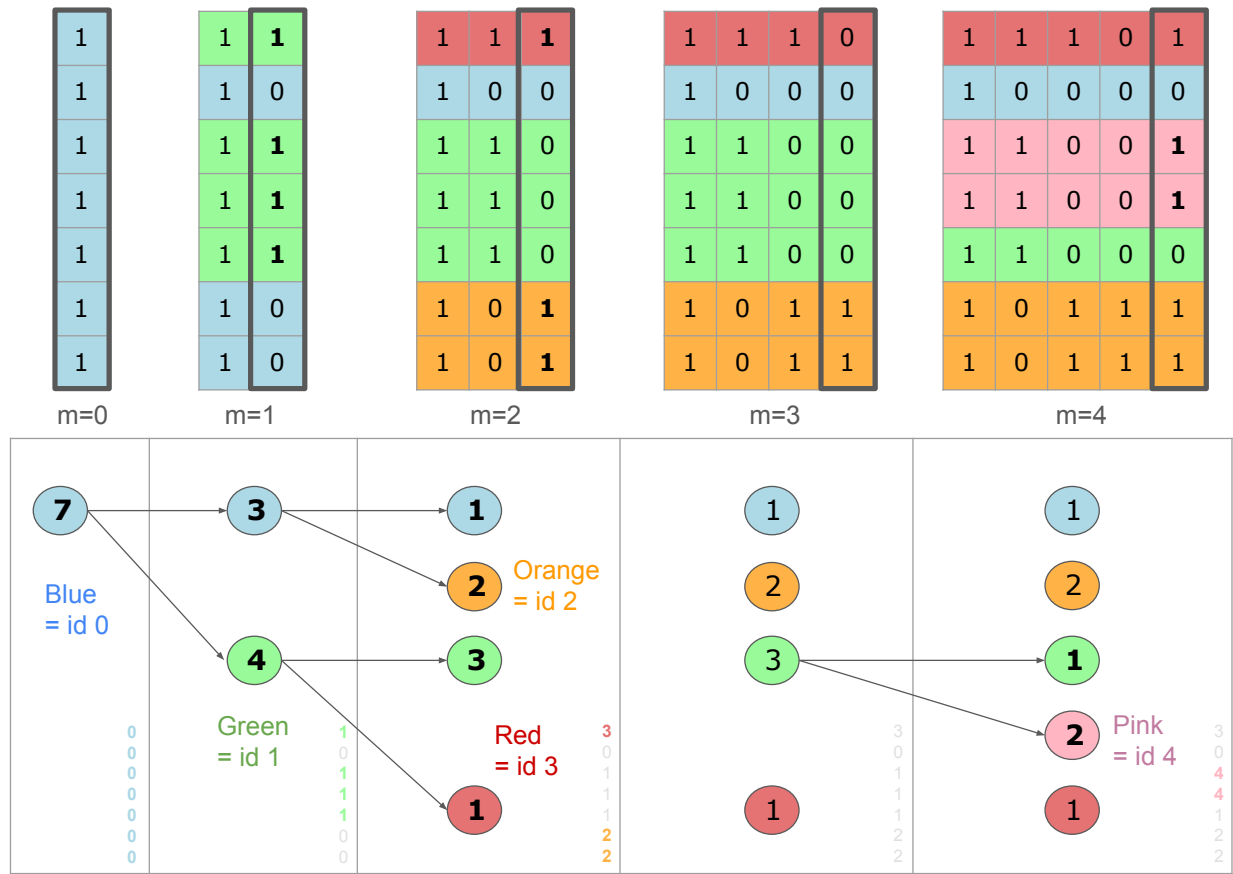 1 1 1 1 1 1 1 1 1 0 1 1 1 0 1
1 1 0 1 0 0 1 0 0 0 1 0 0 0 0
1 1 1 1 1 0 1 1 0 0 1 1 0 0 1
1 1 1 1 1 0 1 1 0 0 1 1 0 0 1
1 1 1 1 1 0 1 1 0 0 1 1 0 0 0
1 1 0 1 0 1 1 0 1 1 1 0 1 1 1
1 1 0 1 0 1 1 0 1 1 1 0 1 1 1
m=0 m=1 m=2 m=3 m=4
7 3 1 1 1
2 2 2
Orange
= id 2
Blue
= id 0
4 3 3 1
Green
= id 1
Red
= id 3
2
Pink
= id 4
1 1 1
0 1 3 3 3
0 0 0 0 0
0 1 1 1 4
0 1 1 1 4
0 1 1 1 1
0 0 2 2 2
0 0 2 2 2